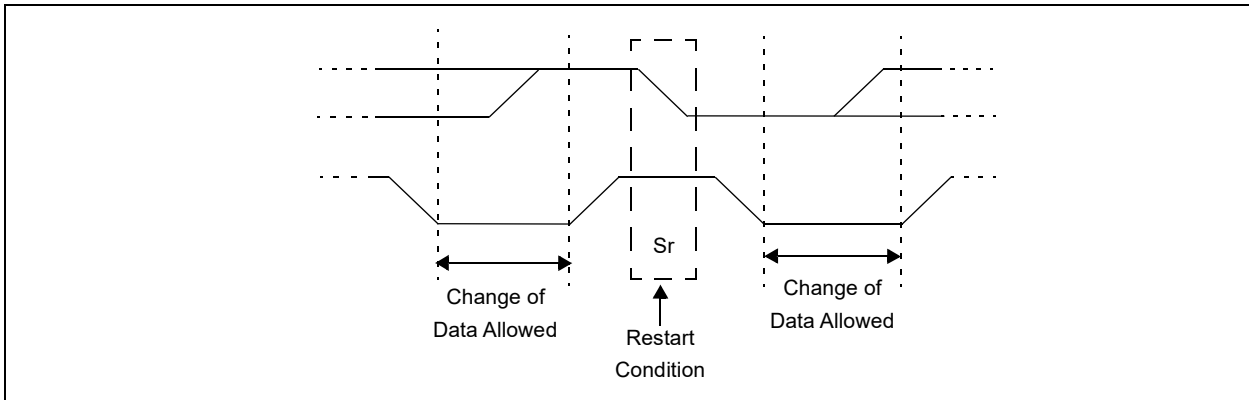 Sr
Change of
Data Allowed
Restart
Condition
Change of
Data Allowed